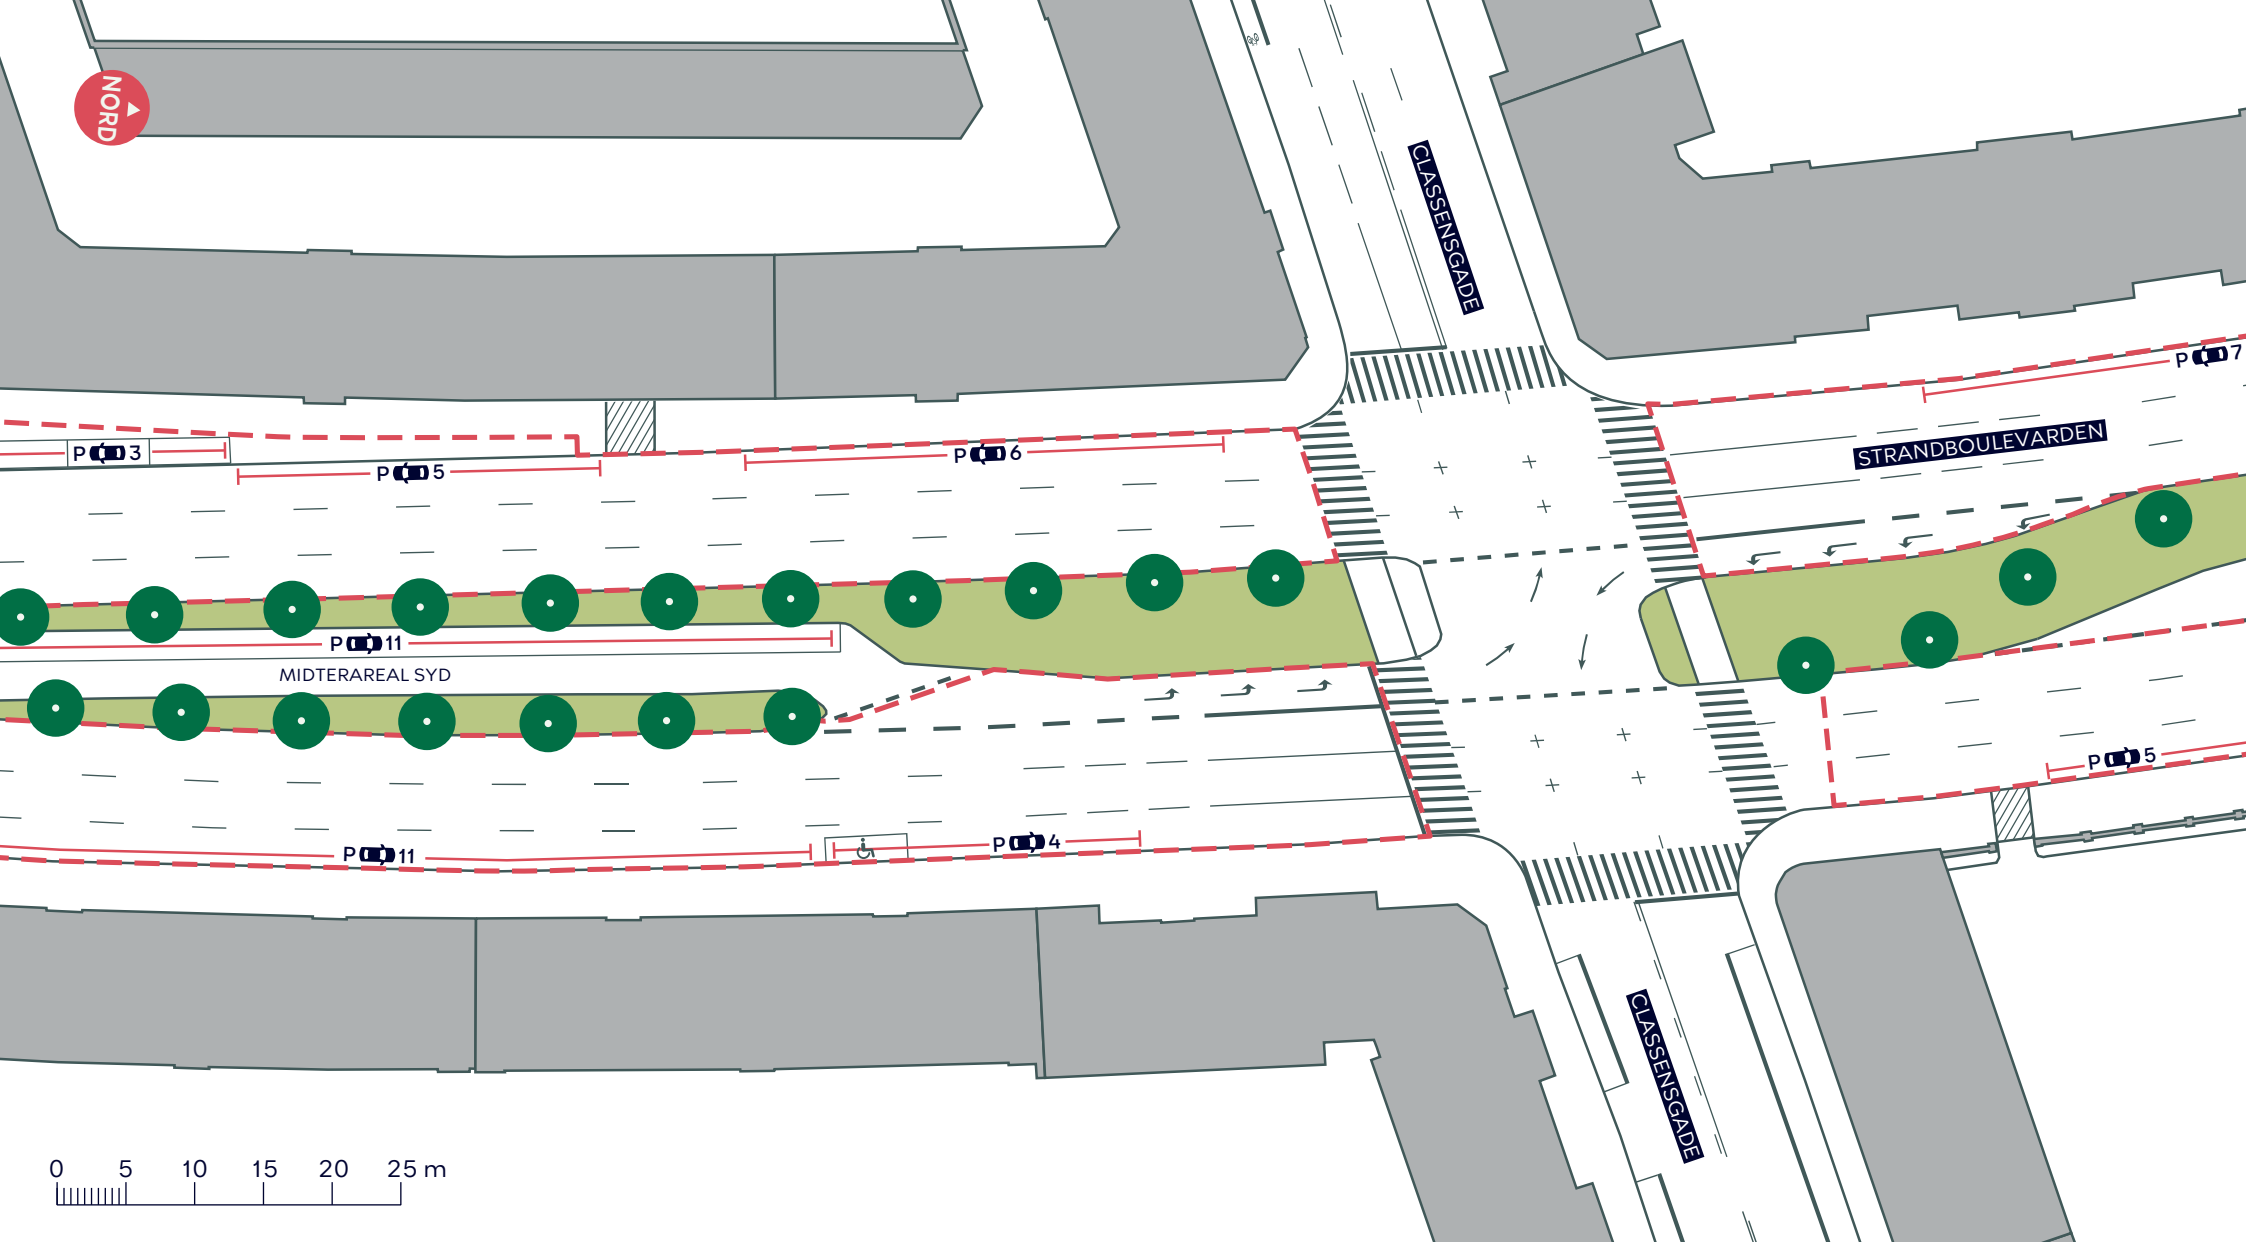 NORD
CLASSENSGADE
P 7
STRANDBOULEVARDEN
P 3
P 5
P 6
P 11
MIDTERAREAL SYD
P 5
P 11
P 4
CLASSENSGADE
0 5 10 15 20 25 m